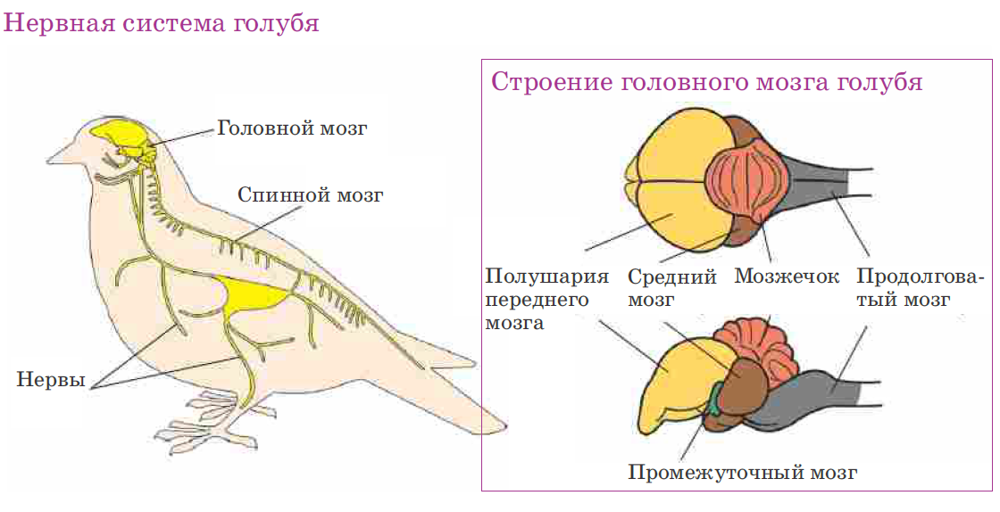 Нервная система голубя
Головной мозг
Спинной мозг
Нервы
Строение головного мозга голубя
Полушария
переднего
мозга
Средний
мозг
Мозжечок
Продолгова-
тый мозг
Промежуточный мозг